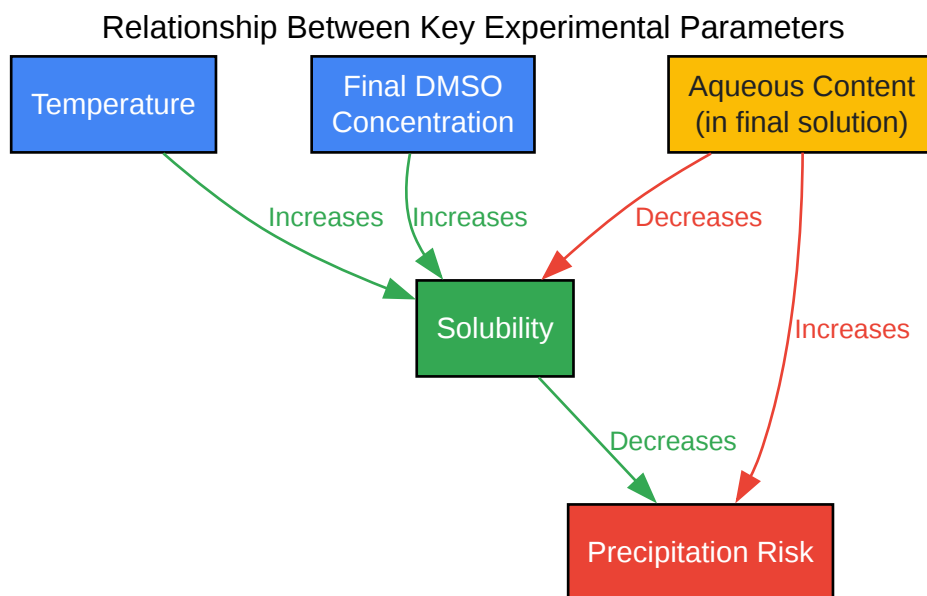 Relationship Between Key Experimental Parameters
Temperature
Final DMSO
Concentration
Aqueous Content
(in final solution)
Increases
Increases
Decreases
Solubility
Increases
Decreases
Precipitation Risk